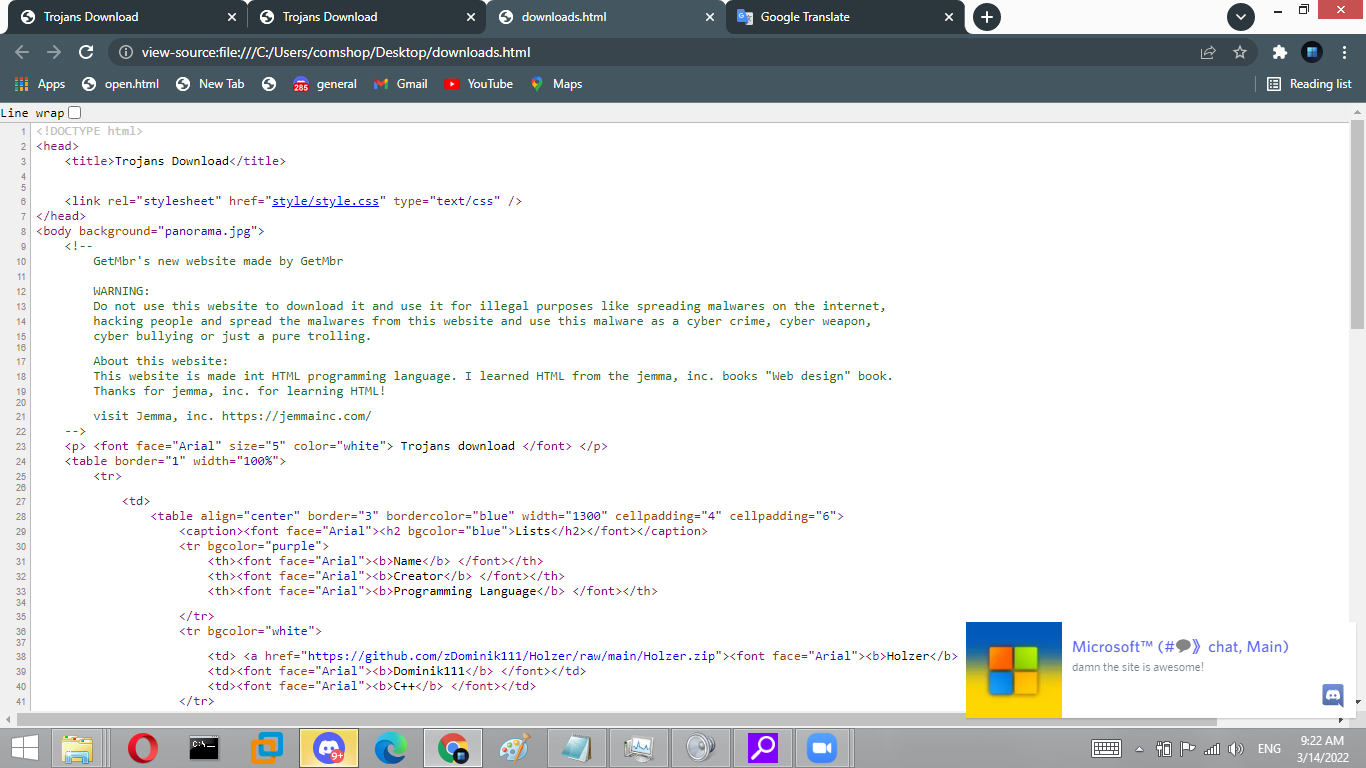 Trojans Download
Trojans Download
downloads.html
Google Translate
view-source:file:///C:/Users/comshop/Desktop/downloads.html
Apps open.html New Tab 285 general Gmail YouTube Maps Reading list
Line wrap
1 <!DOCTYPE html>
2 <head>
3 <title>Trojans Download</title>
4
5
6 <link rel="stylesheet" href="style/style.css" type="text/css" />
7 </head>
8 <body background="panorama.jpg">
9 <!--
10 GetMbr's new website made by GetMbr
11
12 WARNING:
13 Do not use this website to download it and use it for illegal purposes like spreading malwares on the internet,
14 hacking people and spread the malwares from this website and use this malware as a cyber crime, cyber weapon,
15 cyber bullying or just a pure trolling.
16
17 About this website:
18 This website is made int HTML programming language. I learned HTML from the jemma, inc. books "Web design" book.
19 Thanks for jemma, inc. for learning HTML!
20
21 visit Jemma, inc. https://jemmainc.com/
22 -->
23 <p> <font face="Arial" size="5" color="white"> Trojans download </font> </p>
24 <table border="1" width="100%">
25 <tr>
26
27 <td>
28 <table align="center" border="3" bordercolor="blue" width="1300" cellpadding="4" cellpadding="6">
29 <caption><font face="Arial"><h2 bgcolor="blue">Lists</h2></font></caption>
30 <tr bgcolor="purple">
31 <th><font face="Arial"><b>Name</b> </font></th>
32 <th><font face="Arial"><b>Creator</b> </font></th>
33 <th><font face="Arial"><b>Programming Language</b> </font></th>
34
35 </tr>
36 <tr bgcolor="white">
37
38 <td> <a href="https://github.com/zDominik111/Holzer/raw/main/Holzer.zip"><font face="Arial"><b>Holzer</b>
39 <td><font face="Arial"><b>Dominik111</b> </font></td>
40 <td><font face="Arial"><b>C++</b> </font></td>
41 </tr>
Microsoft™ (#💬》chat, Main)
damn the site is awesome!
C:\_
9+
ENG
9:22 AM
3/14/2022